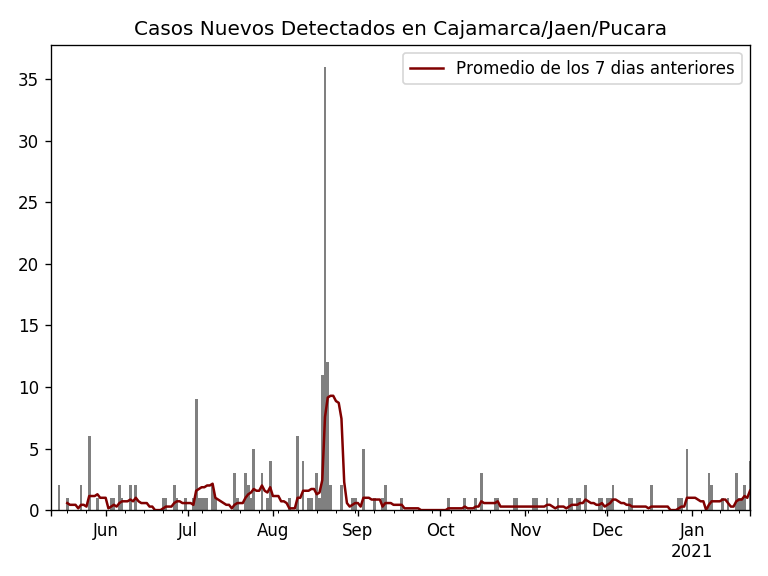 Casos Nuevos Detectados en Cajamarca/Jaen/Pucara
Promedio de los 7 dias anteriores
35
30
25
20
15
10
5
0
Jun
Jul
Aug
Sep
Oct
Nov
Dec
Jan
2021